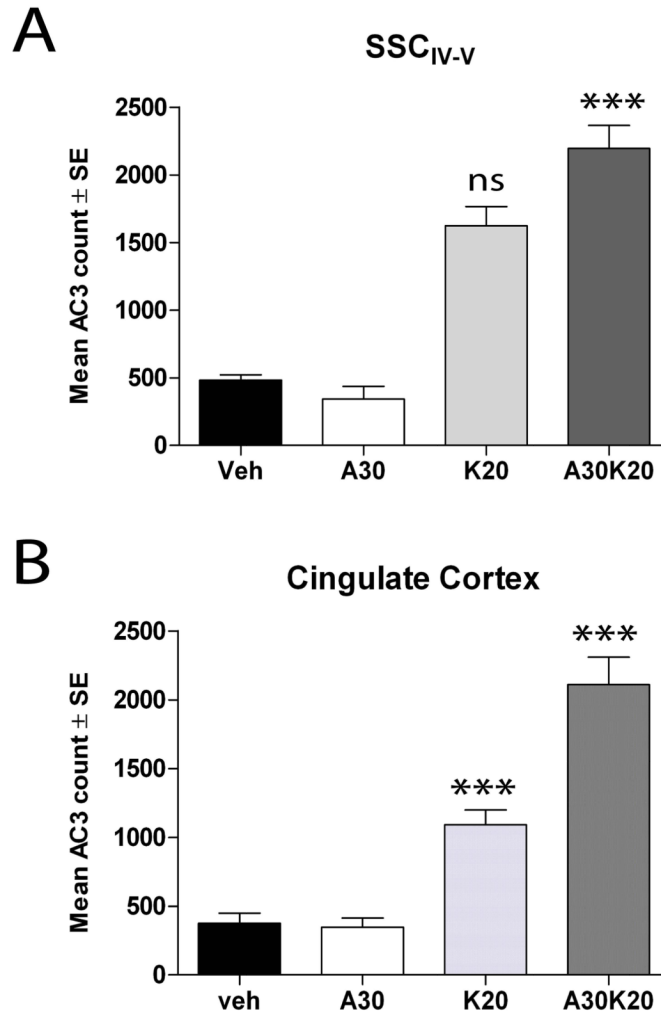 A
SSCIV-V
Mean AC3 count ± SE
2500
2000
1500
1000
500
0
ns
***
Veh A30 K20 A30K20
B
Cingulate Cortex
Mean AC3 count ± SE
2500
2000
1500
1000
500
0
***
***
veh A30 K20 A30K20